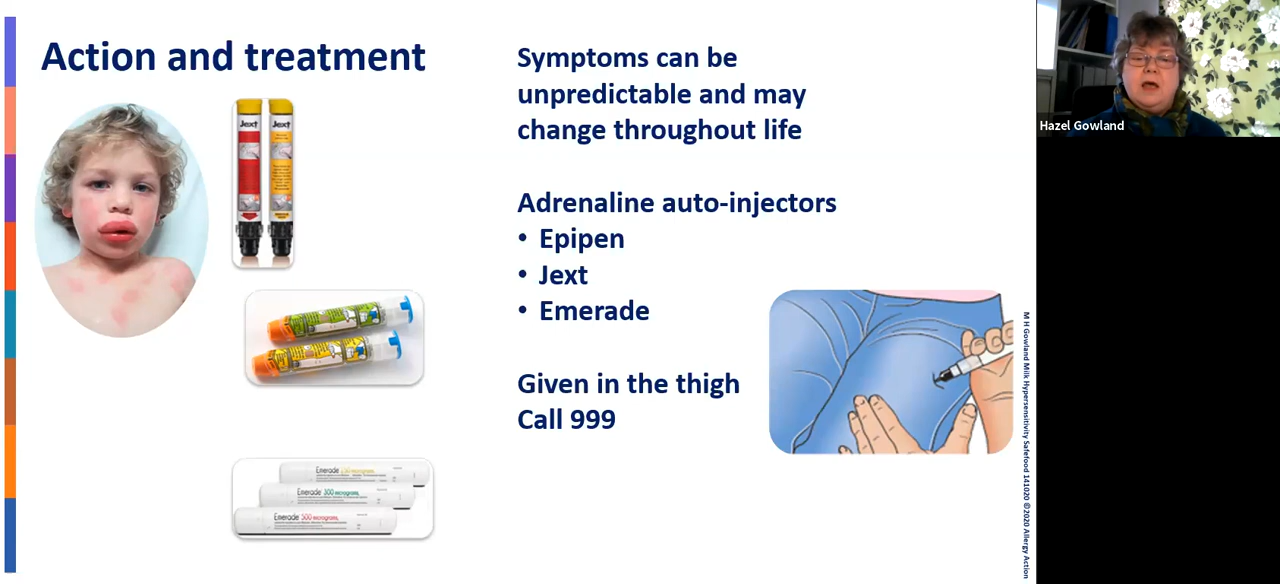 Action and treatment
Symptoms can be
unpredictable and may
change throughout life
Adrenaline auto-injectors
• Epipen
• Jext
• Emerade
Given in the thigh
Call 999
Jext
Jext
Emerade
Emerade 300 micrograms,
Emerade 500 micrograms,
M H Gowland Milk Hypersensitivity Safefood 141020 ©2020 Allergy Action
Hazel Gowland